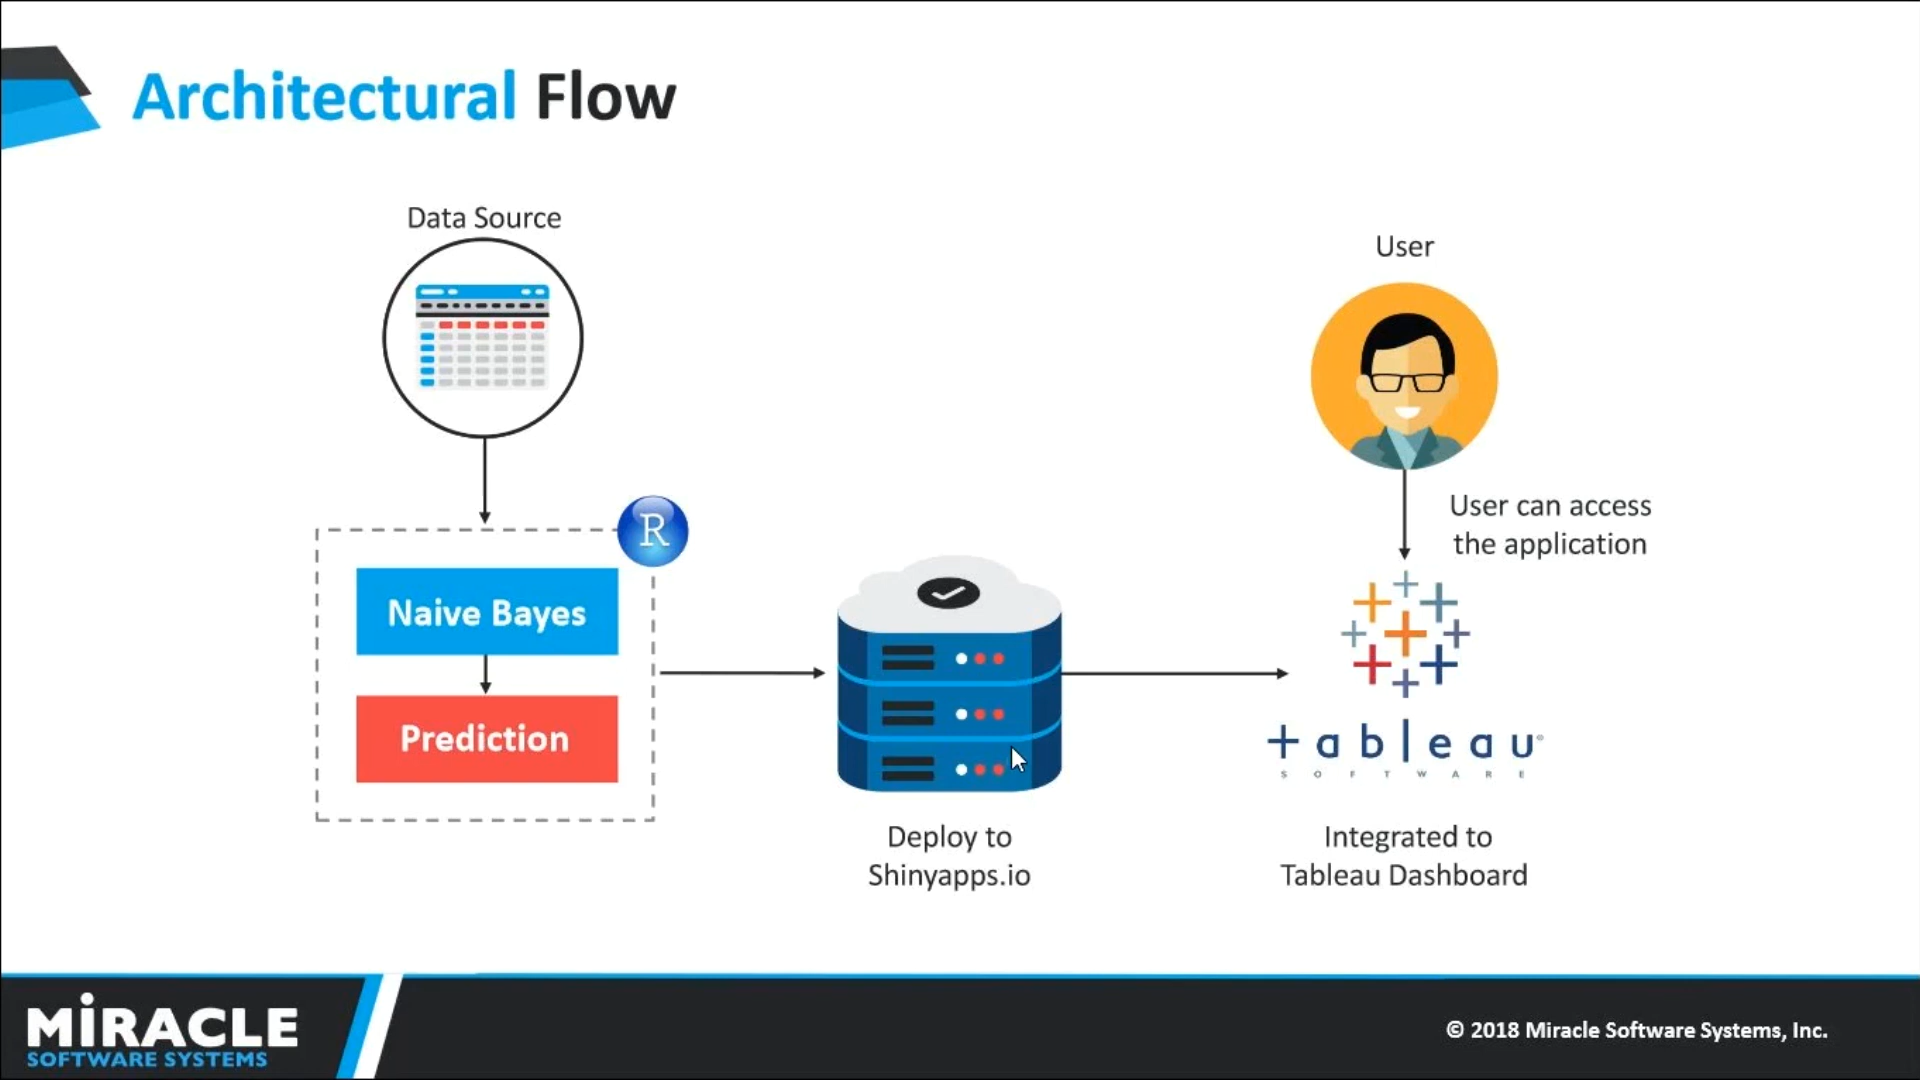 Architectural Flow
Data Source
User
R
User can access
the application
Naive Bayes
Prediction
+ableau®
SOFTWARE
Deploy to
Shinyapps.io
Integrated to
Tableau Dashboard
MiRACLE
SOFTWARE SYSTEMS
© 2018 Miracle Software Systems, Inc.